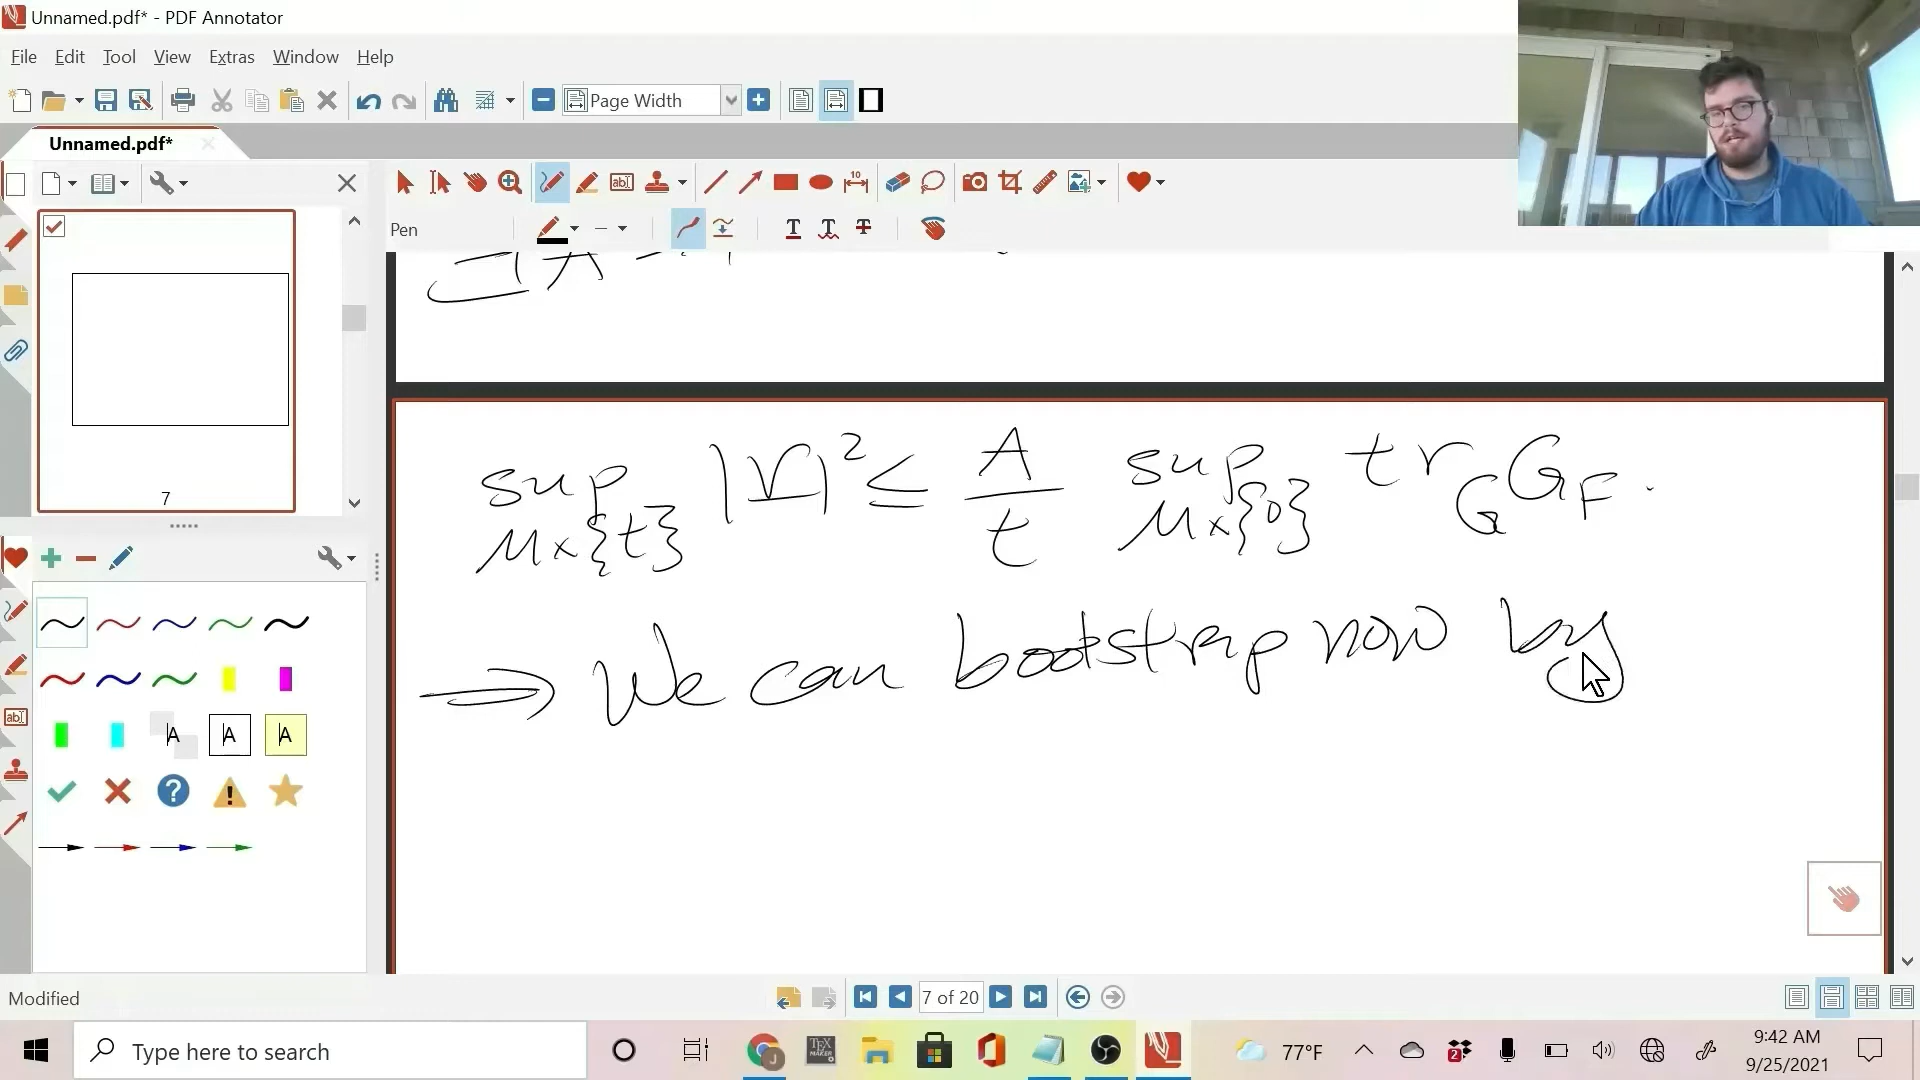 Unnamed.pdf* - PDF Annotator
File Edit Tool View Extras Window Help
Page Width
Unnamed.pdf*
Pen
7
sup |Υ|² ≤ A/t sup tr_G G_F .
M×{t} M×{0}
⇒ We can bootstrap now by
Modified
7 of 20
Type here to search
77°F
9:42 AM
9/25/2021